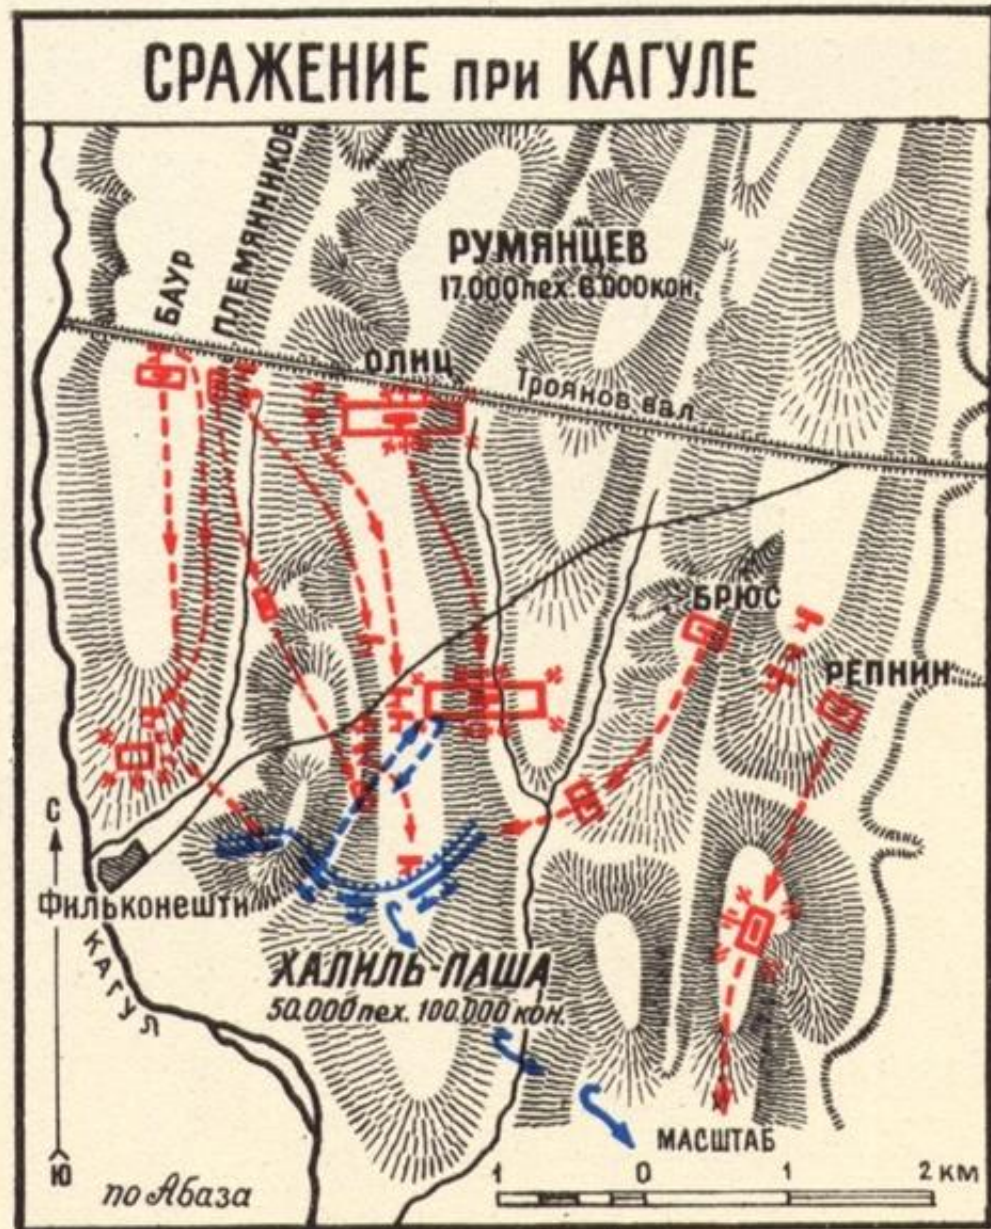 СРАЖЕНИЕ при КАГУЛЕ
ПЛЕМЯННИКОВ
БАУР
РУМЯНЦЕВ
17.000 пех. 6.000 кон.
ОЛИЦ
Троянов вал
БРЮС
РЕПНИН
С
Фильконешти
КАГУЛ
ХАЛИЛЬ-ПАША
50.000 пех. 100.000 кон.
Ю
по Абаза
МАСШТАБ
1 0 1 2 км